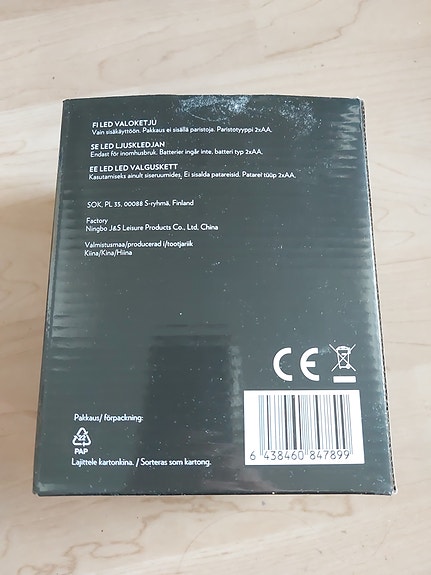 FI LED VALOKETJU
Vain sisäkäyttöön. Pakkaus ei sisällä paristoja. Paristotyyppi 2xAA.
SE LED LJUSKLEDJAN
Endast för inomhusbruk. Batterier ingår inte, batteri typ 2xAA.
EE LED LED VALGUSKETT
Kasutamiseks ainult siseruumides. Ei sisalda patareisid. Patarei tüüp 2xAA.
SOK, PL 35, 00088 S-ryhmä, Finland
Factory
Ningbo J&S Leisure Products Co., Ltd, China
Valmistusmaa/producerad i/tootjariik
Kiina/Kina/Hiina
CE
Pakkaus/ förpackning:
22
PAP
Lajittele kartonkina. / Sorteras som kartong.
6 438460 847899